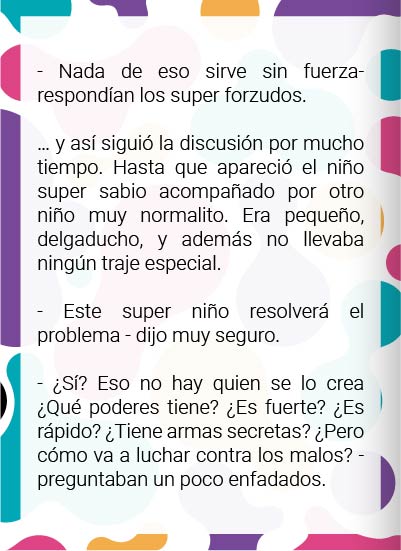 - Nada de eso sirve sin fuerza-
respondían los super forzudos.
... y así siguió la discusión por mucho
tiempo. Hasta que apareció el niño
super sabio acompañado por otro
niño muy normalito. Era pequeño,
delgaducho, y además no llevaba
ningún traje especial.
- Este super niño resolverá el
problema - dijo muy seguro.
- ¿Sí? Eso no hay quien se lo crea
¿Qué poderes tiene? ¿Es fuerte? ¿Es
rápido? ¿Tiene armas secretas? ¿Pero
cómo va a luchar contra los malos? -
preguntaban un poco enfadados.